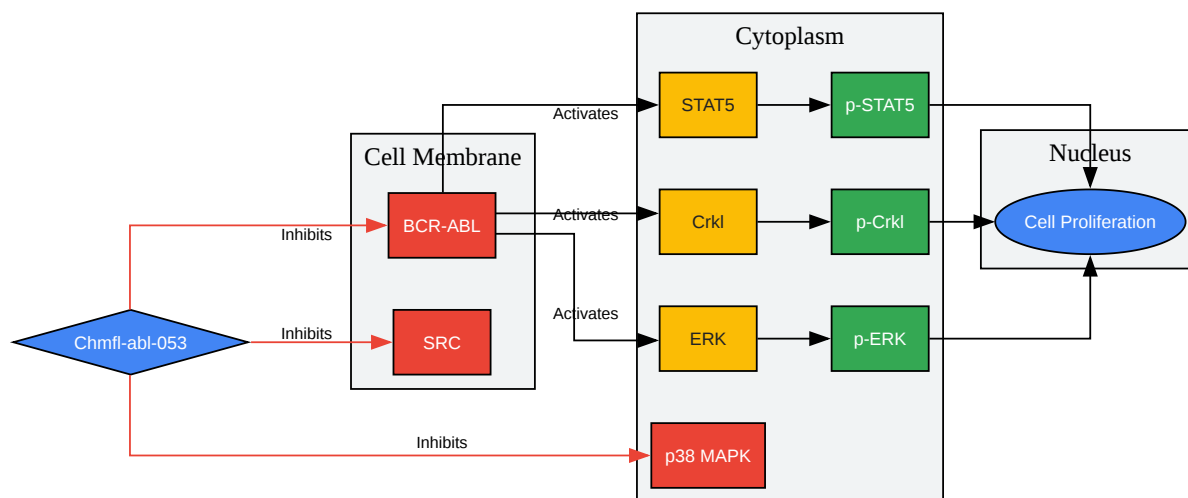 Cytoplasm
STAT5
p-STAT5
Activates
Cell Membrane
Nucleus
BCR-ABL
Activates
Crkl
p-Crkl
Cell Proliferation
Inhibits
Activates
Chmfl-abl-053
Inhibits
SRC
ERK
p-ERK
Inhibits
p38 MAPK